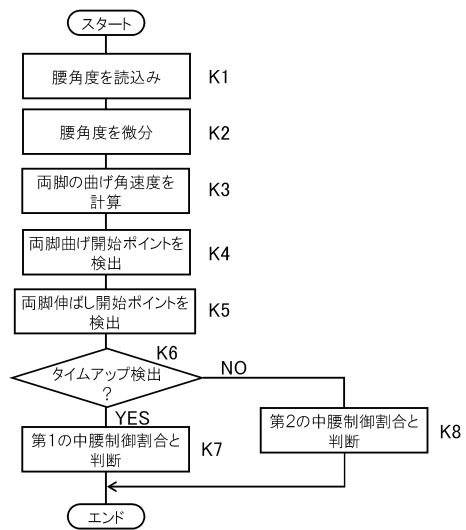 スタート
腰角度を読込み
K1
腰角度を微分
K2
両脚の曲げ角速度を
計算
K3
両脚曲げ開始ポイントを
検出
K4
両脚伸ばし開始ポイントを
検出
K5
K6
タイムアップ検出
?
NO
YES
第1の中腰制御割合と
判断
K7
第2の中腰制御割合と
判断
K8
エンド